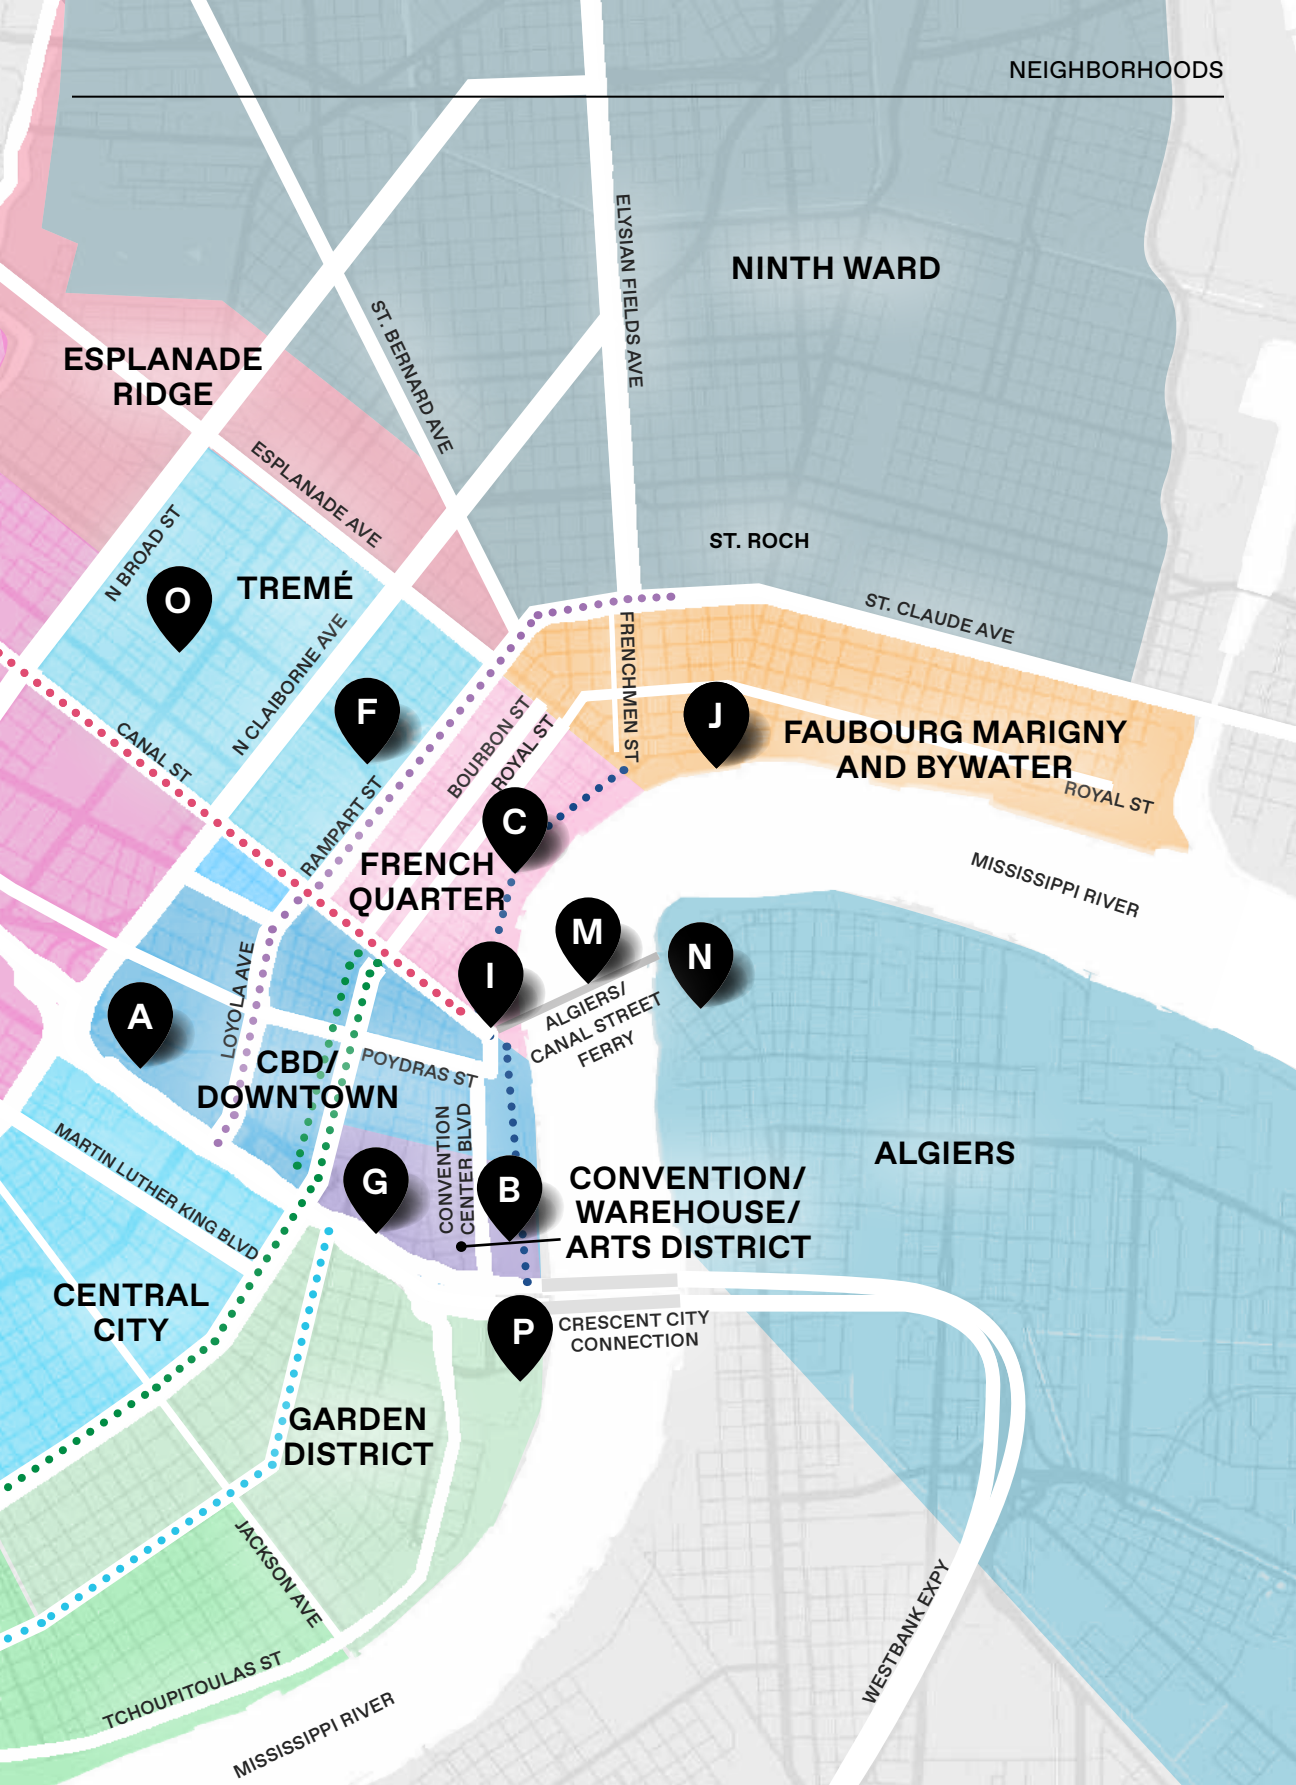 NEIGHBORHOODS
ELYSIAN FIELDS AVE
NINTH WARD
ST. BERNARD AVE
ESPLANADE
RIDGE
ESPLANADE AVE
N BROAD ST
ST. ROCH
O
TREMÉ
ST. CLAUDE AVE
N CLAIBORNE AVE
FRENCHMEN ST
F
J
FAUBOURG MARIGNY
AND BYWATER
ROYAL ST
CANAL ST
BOURBON ST
ROYAL ST
RAMPART ST
C
FRENCH
QUARTER
MISSISSIPPI RIVER
M
N
I
ALGIERS/
CANAL STREET
FERRY
LOYOLA AVE
A
CBD/
DOWNTOWN
POYDRAS ST
CONVENTION
CENTER BLVD
ALGIERS
MARTIN LUTHER KING BLVD
G
B
CONVENTION/
WAREHOUSE/
ARTS DISTRICT
CENTRAL
CITY
P
CRESCENT CITY
CONNECTION
GARDEN
DISTRICT
JACKSON AVE
WESTBANK EXPY
TCHOUPITOULAS ST
MISSISSIPPI RIVER